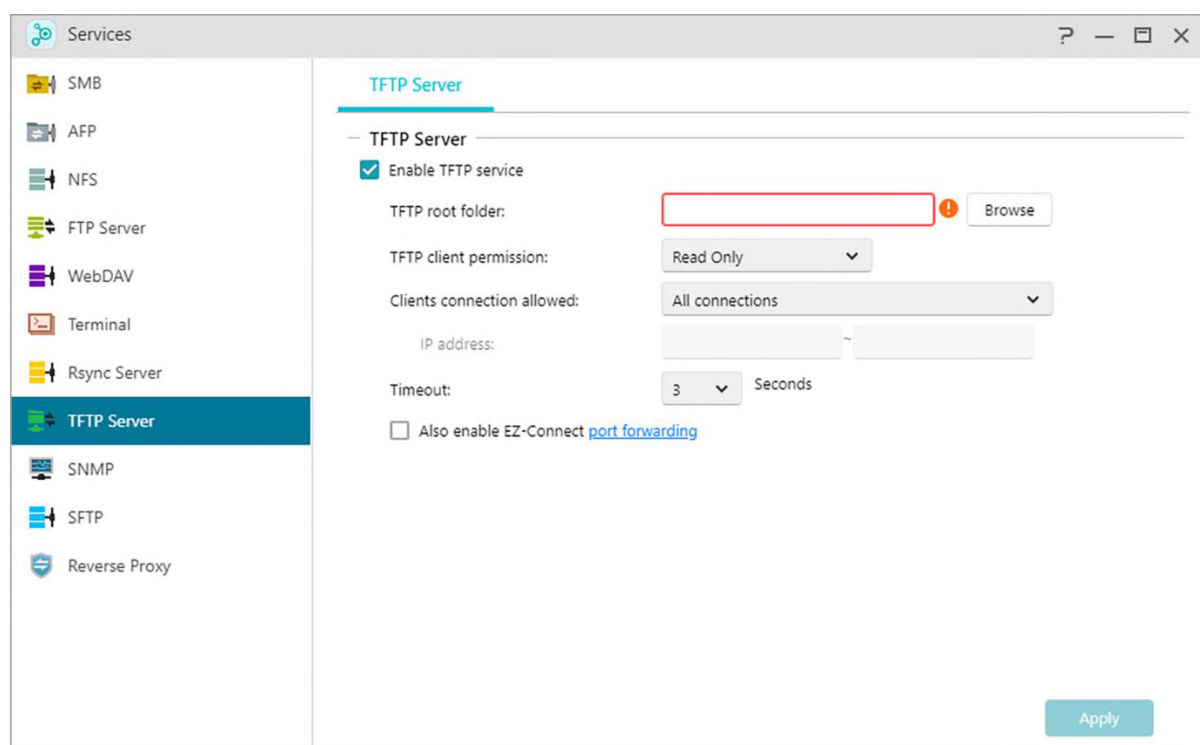 Services
SMB
AFP
NFS
FTP Server
WebDAV
Terminal
Rsync Server
TFTP Server
SNMP
SFTP
Reverse Proxy
TFTP Server
TFTP Server
Enable TFTP service
TFTP root folder: Browse
TFTP client permission: Read Only
Clients connection allowed: All connections
IP address: ~
Timeout: 3 Seconds
Also enable EZ-Connect port forwarding
Apply